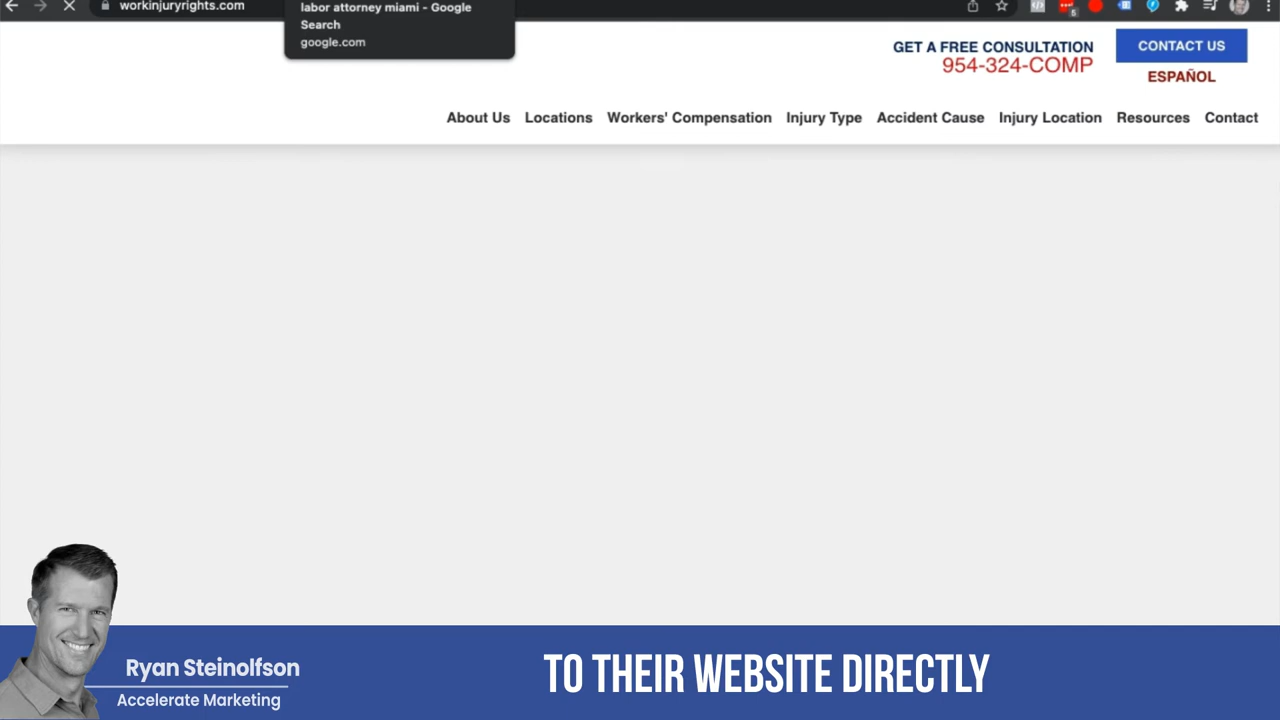 workinjuryrights.com
labor attorney miami - Google
Search
google.com
GET A FREE CONSULTATION
954-324-COMP
CONTACT US
ESPAÑOL
About Us Locations Workers' Compensation Injury Type Accident Cause Injury Location Resources Contact
Ryan Steinolfson
Accelerate Marketing
TO THEIR WEBSITE DIRECTLY